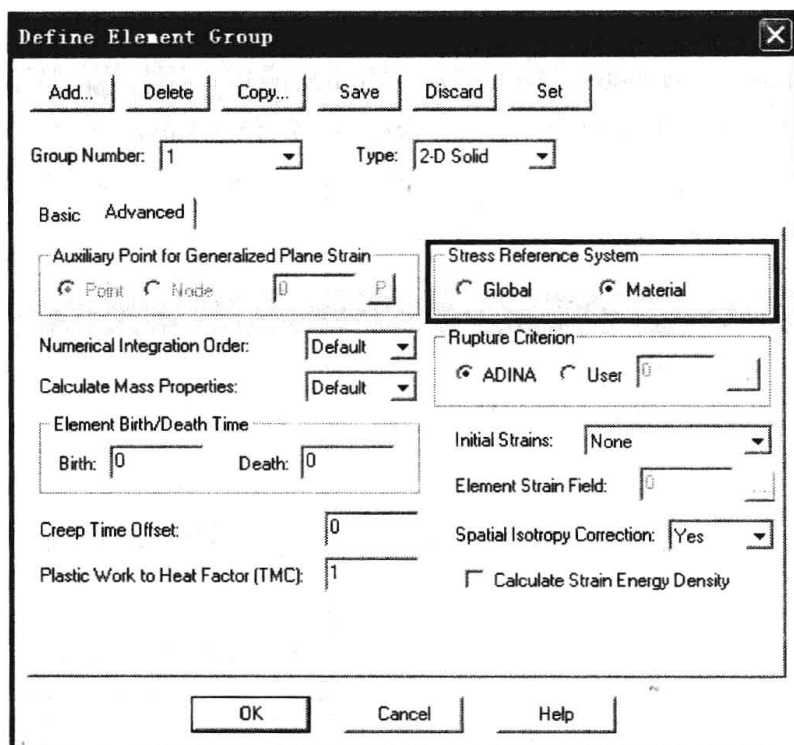 Define Element Group
Add... Delete Copy... Save Discard Set
Group Number: 1 Type: 2-D Solid
Basic Advanced
Auxiliary Point for Generalized Plane Strain
Point Node 0 P
Stress Reference System
Global Material
Numerical Integration Order: Default
Calculate Mass Properties: Default
Rupture Criterion
ADINA User 0 ...
Element Birth/Death Time
Birth: 0 Death: 0
Initial Strains: None
Element Strain Field: 0 ...
Creep Time Offset: 0
Spatial Isotropy Correction: Yes
Plastic Work to Heat Factor (TMC): 1
Calculate Strain Energy Density
OK Cancel Help